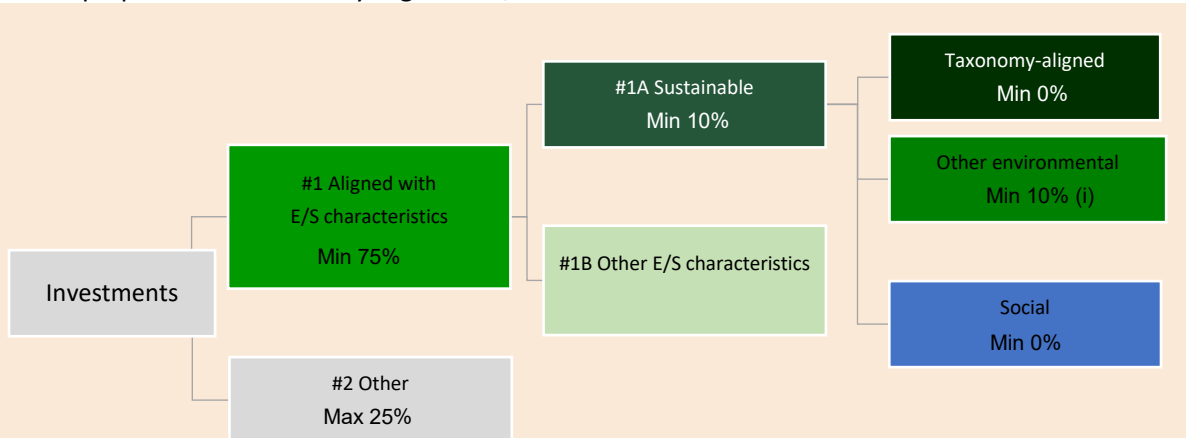 Investments
#1 Aligned with
E/S characteristics
Min 75%
#2 Other
Max 25%
#1A Sustainable
Min 10%
#1B Other E/S characteristics
Taxonomy-aligned
Min 0%
Other environmental
Min 10% (i)
Social
Min 0%